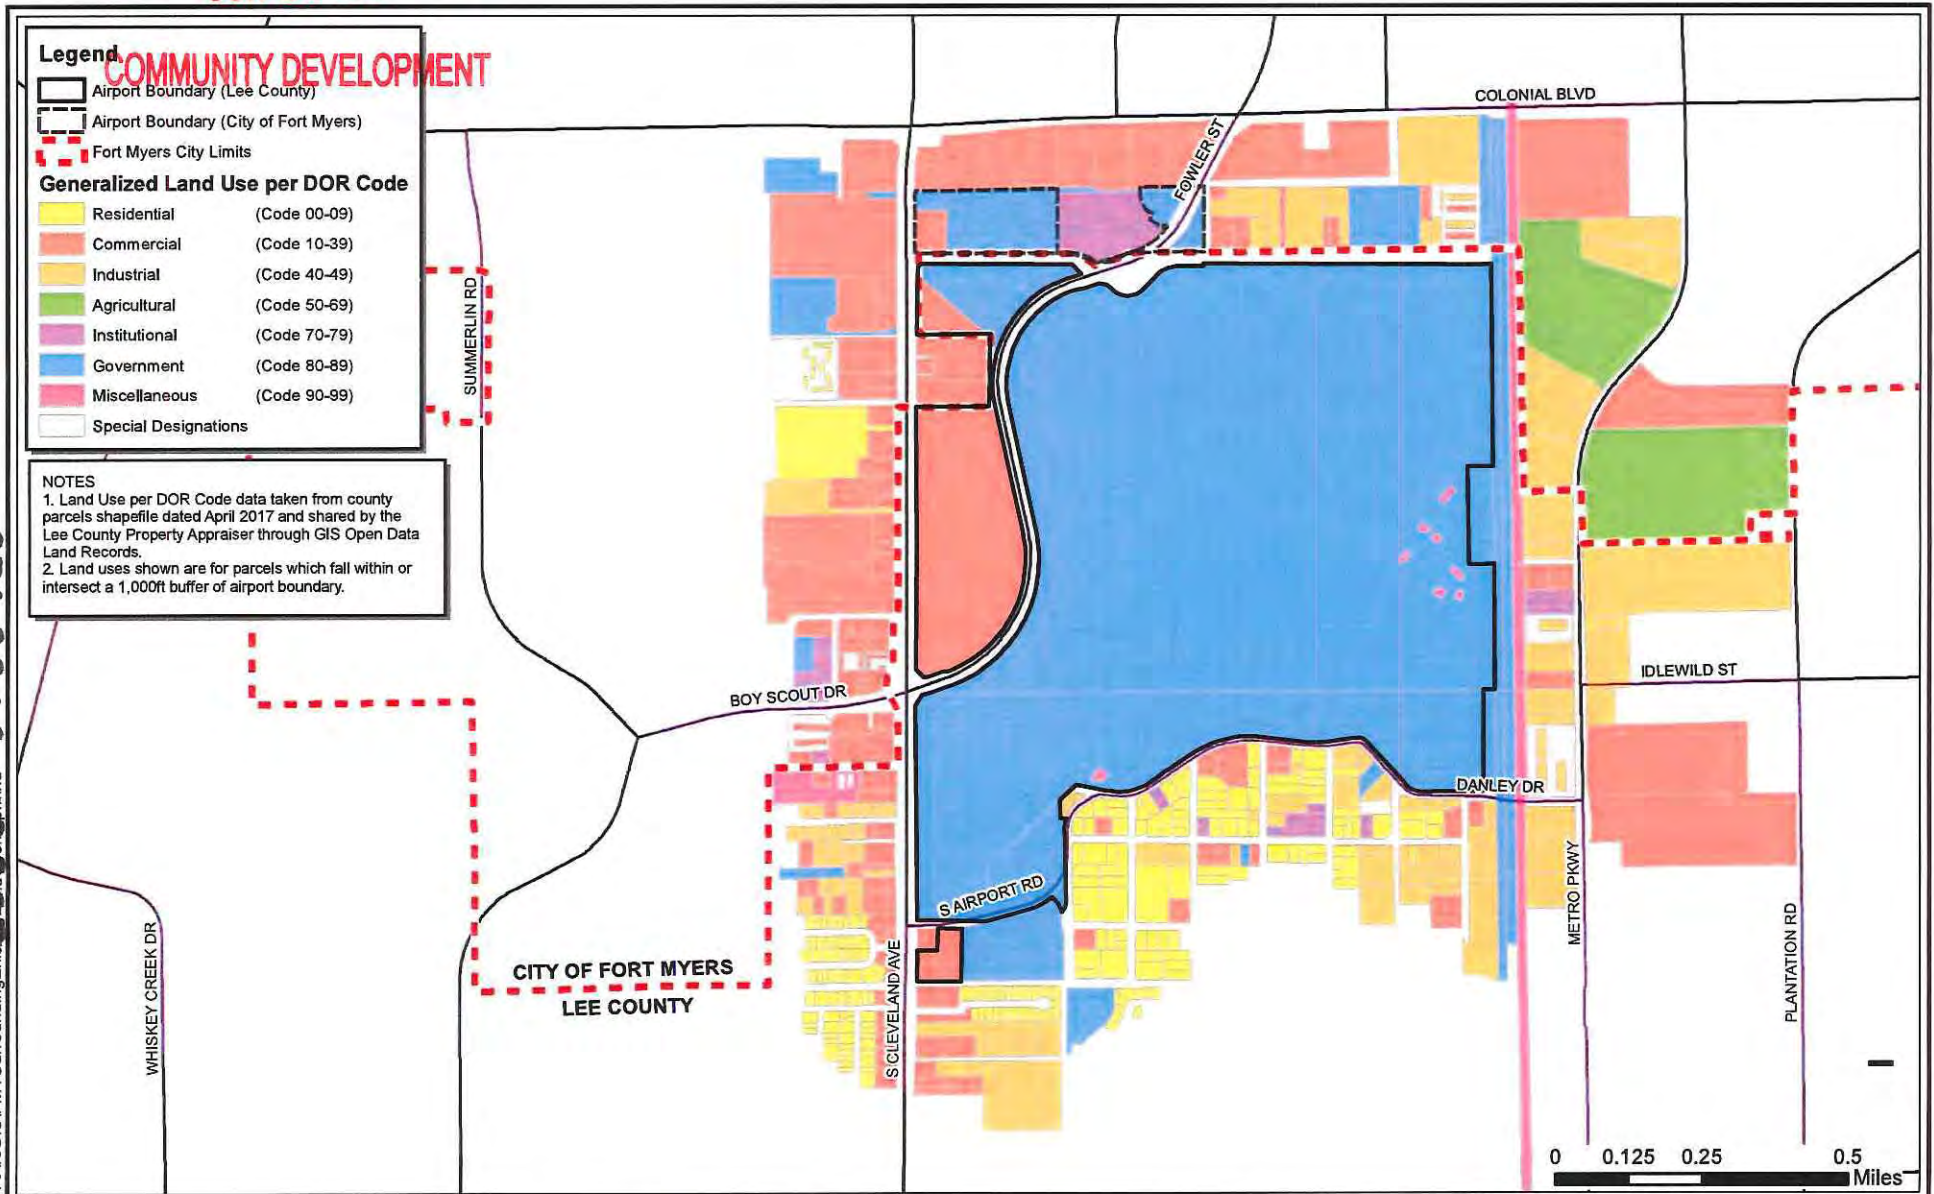 COMMUNITY DEVELOPMENT
Legend
Airport Boundary (Lee County)
Airport Boundary (City of Fort Myers)
Fort Myers City Limits
Generalized Land Use per DOR Code
Residential (Code 00-09)
Commercial (Code 10-39)
Industrial (Code 40-49)
Agricultural (Code 50-69)
Institutional (Code 70-79)
Government (Code 80-89)
Miscellaneous (Code 90-99)
Special Designations
NOTES
1. Land Use per DOR Code data taken from county
parcels shapefile dated April 2017 and shared by the
Lee County Property Appraiser through GIS Open Data
Land Records.
2. Land uses shown are for parcels which fall within or
intersect a 1,000ft buffer of airport boundary.
COLONIAL BLVD
FOWLER ST
SUMMERLIN RD
BOY SCOUT DR
IDLEWILD ST
DANLEY DR
S AIRPORT RD
METRO PKWY
PLANTATION RD
WHISKEY CREEK DR
S CLEVELAND AVE
CITY OF FORT MYERS
LEE COUNTY
0 0.125 0.25 0.5
Miles